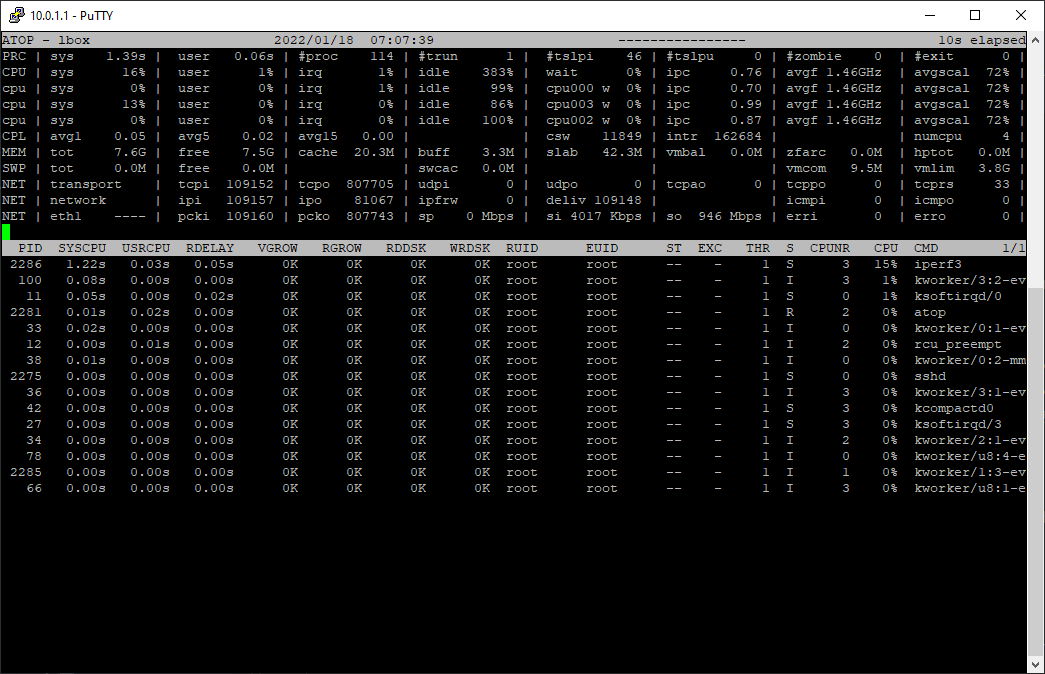 10.0.1.1 - PuTTY
ATOP - lbox 2022/01/18 07:07:39 ---------------- 10s elapsed
PRC | sys 1.39s | user 0.06s | #proc 114 | #trun 1 | #tslpi 46 | #tslpu 0 | #zombie 0 | #exit 0 |
CPU | sys 16% | user 1% | irq 1% | idle 383% | wait 0% | ipc 0.76 | avgf 1.46GHz | avgscal 72% |
cpu | sys 0% | user 0% | irq 1% | idle 99% | cpu000 w 0% | ipc 0.70 | avgf 1.46GHz | avgscal 72% |
cpu | sys 13% | user 0% | irq 0% | idle 86% | cpu003 w 0% | ipc 0.99 | avgf 1.46GHz | avgscal 72% |
cpu | sys 0% | user 0% | irq 0% | idle 100% | cpu002 w 0% | ipc 0.87 | avgf 1.46GHz | avgscal 72% |
CPL | avg1 0.05 | avg5 0.02 | avg15 0.00 | | csw 11849 | intr 162684 | | numcpu 4 |
MEM | tot 7.6G | free 7.5G | cache 20.3M | buff 3.3M | slab 42.3M | vmbal 0.0M | zfarc 0.0M | hptot 0.0M |
SWP | tot 0.0M | free 0.0M | | swcac 0.0M | | | vmcom 9.5M | vmlim 3.8G |
NET | transport | tcpi 109152 | tcpo 807705 | udpi 0 | udpo 0 | tcpao 0 | tcppo 0 | tcprs 33 |
NET | network | ipi 109157 | ipo 81067 | ipfrw 0 | deliv 109148 | | icmpi 0 | icmpo 0 |
NET | eth1 ---- | pcki 109160 | pcko 807743 | sp 0 Mbps | si 4017 Kbps | so 946 Mbps | erri 0 | erro 0 |
PID SYSCPU USRCPU RDELAY VGROW RGROW RDDSK WRDSK RUID EUID ST EXC THR S CPUNR CPU CMD 1/1
2286 1.22s 0.03s 0.05s 0K 0K 0K 0K root root -- - 1 S 3 15% iperf3
100 0.08s 0.00s 0.00s 0K 0K 0K 0K root root -- - 1 I 3 1% kworker/3:2-ev
11 0.05s 0.00s 0.02s 0K 0K 0K 0K root root -- - 1 S 0 1% ksoftirqd/0
2281 0.01s 0.02s 0.00s 0K 0K 0K 0K root root -- - 1 R 2 0% atop
33 0.02s 0.00s 0.00s 0K 0K 0K 0K root root -- - 1 I 0 0% kworker/0:1-ev
12 0.00s 0.01s 0.00s 0K 0K 0K 0K root root -- - 1 I 2 0% rcu_preempt
38 0.01s 0.00s 0.00s 0K 0K 0K 0K root root -- - 1 I 0 0% kworker/0:2-mm
2275 0.00s 0.00s 0.00s 0K 0K 0K 0K root root -- - 1 S 0 0% sshd
36 0.00s 0.00s 0.00s 0K 0K 0K 0K root root -- - 1 I 3 0% kworker/3:1-ev
42 0.00s 0.00s 0.00s 0K 0K 0K 0K root root -- - 1 S 3 0% kcompactd0
27 0.00s 0.00s 0.00s 0K 0K 0K 0K root root -- - 1 S 3 0% ksoftirqd/3
34 0.00s 0.00s 0.00s 0K 0K 0K 0K root root -- - 1 I 2 0% kworker/2:1-ev
78 0.00s 0.00s 0.00s 0K 0K 0K 0K root root -- - 1 I 0 0% kworker/u8:4-e
2285 0.00s 0.00s 0.00s 0K 0K 0K 0K root root -- - 1 I 1 0% kworker/1:3-ev
66 0.00s 0.00s 0.00s 0K 0K 0K 0K root root -- - 1 I 3 0% kworker/u8:1-e